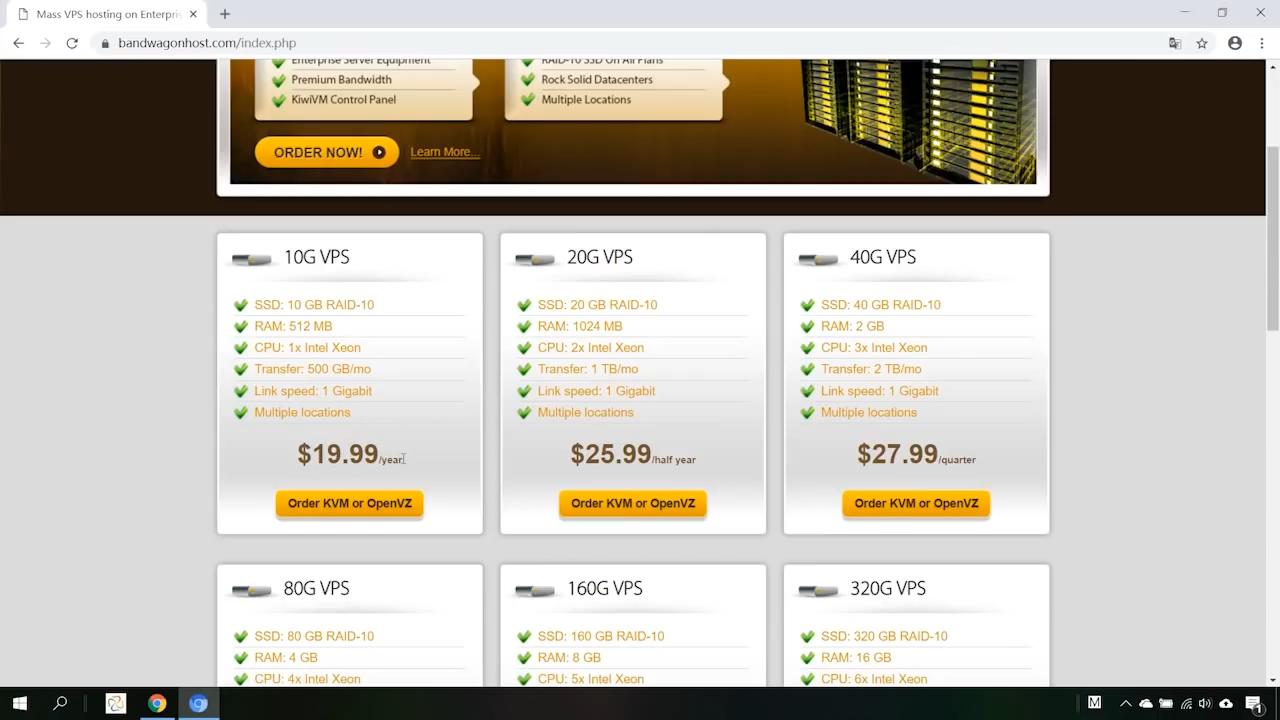 Mass VPS hosting on Enterpris
bandwagonhost.com/index.php
Enterprise Server Equipment
Premium Bandwidth
KiwiVM Control Panel
RAID-10 SSD On All Plans
Rock Solid Datacenters
Multiple Locations
ORDER NOW!
Learn More...
10G VPS
SSD: 10 GB RAID-10
RAM: 512 MB
CPU: 1x Intel Xeon
Transfer: 500 GB/mo
Link speed: 1 Gigabit
Multiple locations
$19.99/year
Order KVM or OpenVZ
20G VPS
SSD: 20 GB RAID-10
RAM: 1024 MB
CPU: 2x Intel Xeon
Transfer: 1 TB/mo
Link speed: 1 Gigabit
Multiple locations
$25.99/half year
Order KVM or OpenVZ
40G VPS
SSD: 40 GB RAID-10
RAM: 2 GB
CPU: 3x Intel Xeon
Transfer: 2 TB/mo
Link speed: 1 Gigabit
Multiple locations
$27.99/quarter
Order KVM or OpenVZ
80G VPS
SSD: 80 GB RAID-10
RAM: 4 GB
CPU: 4x Intel Xeon
160G VPS
SSD: 160 GB RAID-10
RAM: 8 GB
CPU: 5x Intel Xeon
320G VPS
SSD: 320 GB RAID-10
RAM: 16 GB
CPU: 6x Intel Xeon
M
1